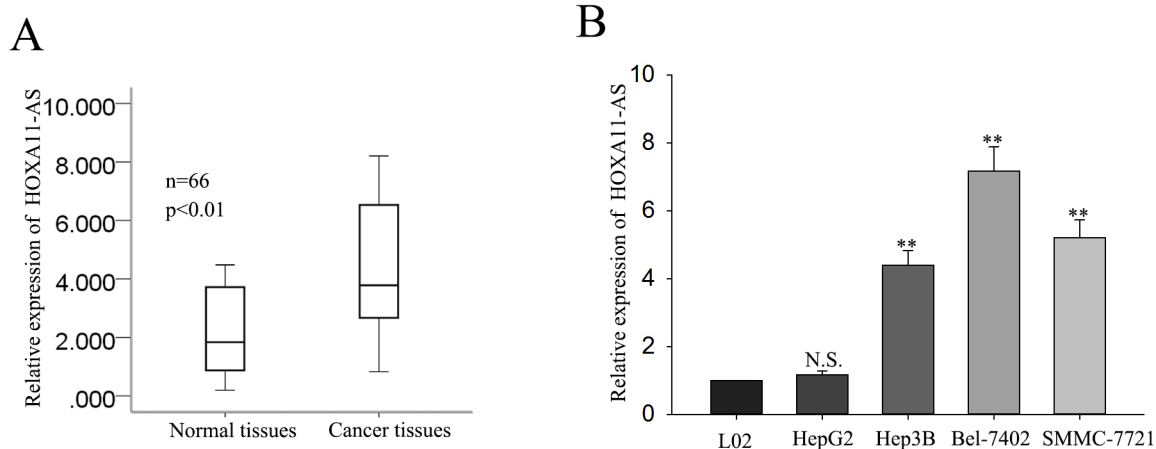 A
Relative expression of HOXA11-AS
10.000
8.000
6.000
4.000
2.000
.000
n=66
p<0.01
Normal tissues
Cancer tissues
B
Relative expression of HOXA11-AS
10
8
6
4
2
0
N.S.
**
**
**
L02
HepG2
Hep3B
Bel-7402
SMMC-7721